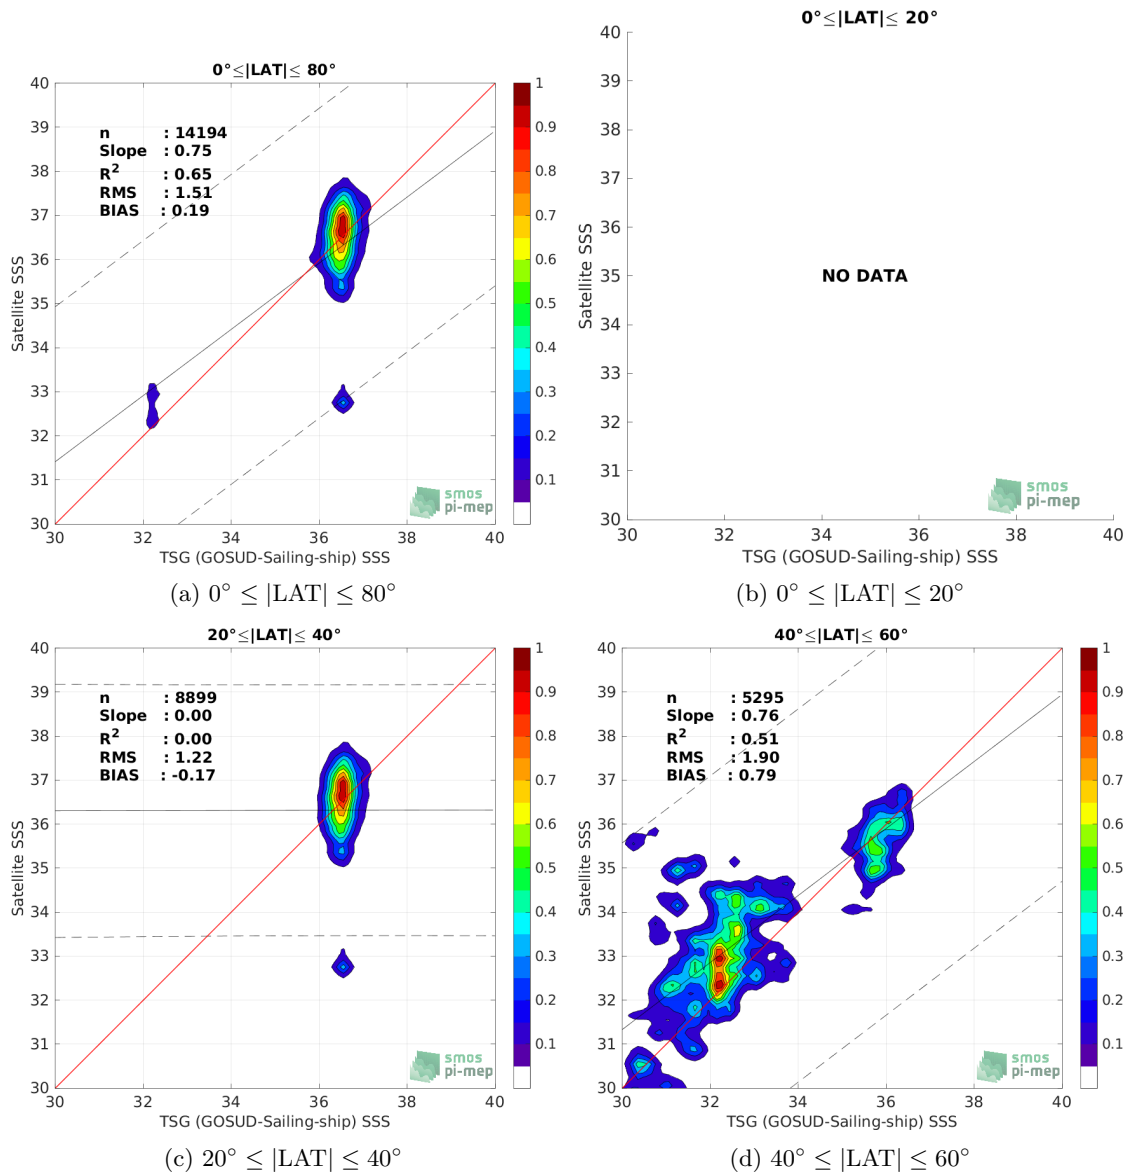 0°≤|LAT|≤ 80°
40
39
38
37
36
35
34
33
32
31
30
Satellite SSS
n : 14194
Slope : 0.75
R² : 0.65
RMS : 1.51
BIAS : 0.19
smos
pi-mep
30 32 34 36 38 40
TSG (GOSUD-Sailing-ship) SSS
1
0.9
0.8
0.7
0.6
0.5
0.4
0.3
0.2
0.1
(a) 0° ≤ |LAT| ≤ 80°
0°≤|LAT|≤ 20°
40
39
38
37
36
35
34
33
32
31
30
Satellite SSS
NO DATA
smos
pi-mep
30 32 34 36 38 40
TSG (GOSUD-Sailing-ship) SSS
(b) 0° ≤ |LAT| ≤ 20°
20°≤|LAT|≤ 40°
40
39
38
37
36
35
34
33
32
31
30
Satellite SSS
n : 8899
Slope : 0.00
R² : 0.00
RMS : 1.22
BIAS : -0.17
smos
pi-mep
30 32 34 36 38 40
TSG (GOSUD-Sailing-ship) SSS
1
0.9
0.8
0.7
0.6
0.5
0.4
0.3
0.2
0.1
(c) 20° ≤ |LAT| ≤ 40°
40°≤|LAT|≤ 60°
40
39
38
37
36
35
34
33
32
31
30
Satellite SSS
n : 5295
Slope : 0.76
R² : 0.51
RMS : 1.90
BIAS : 0.79
smos
pi-mep
30 32 34 36 38 40
TSG (GOSUD-Sailing-ship) SSS
1
0.9
0.8
0.7
0.6
0.5
0.4
0.3
0.2
0.1
(d) 40° ≤ |LAT| ≤ 60°